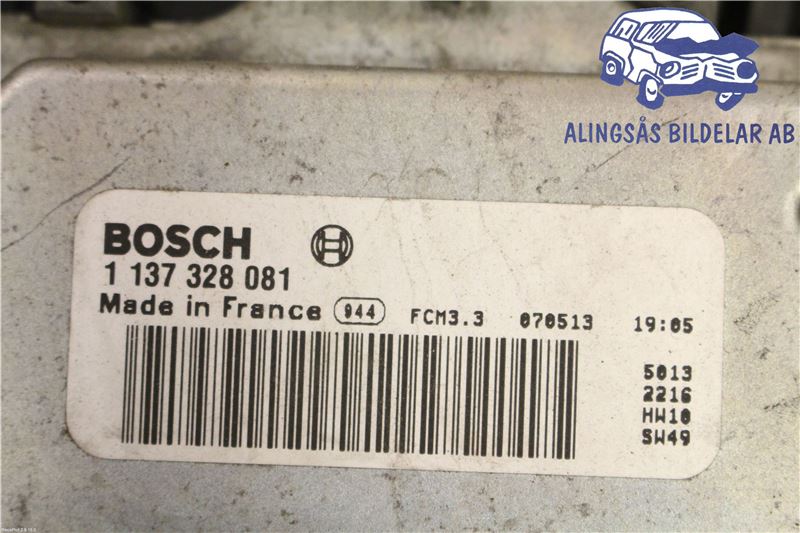 ALINGSÅS BILDELAR AB
BOSCH
1 137 328 081
Made in France 944 FCM3.3 070513 19:05
5013
2216
HW10
SW49